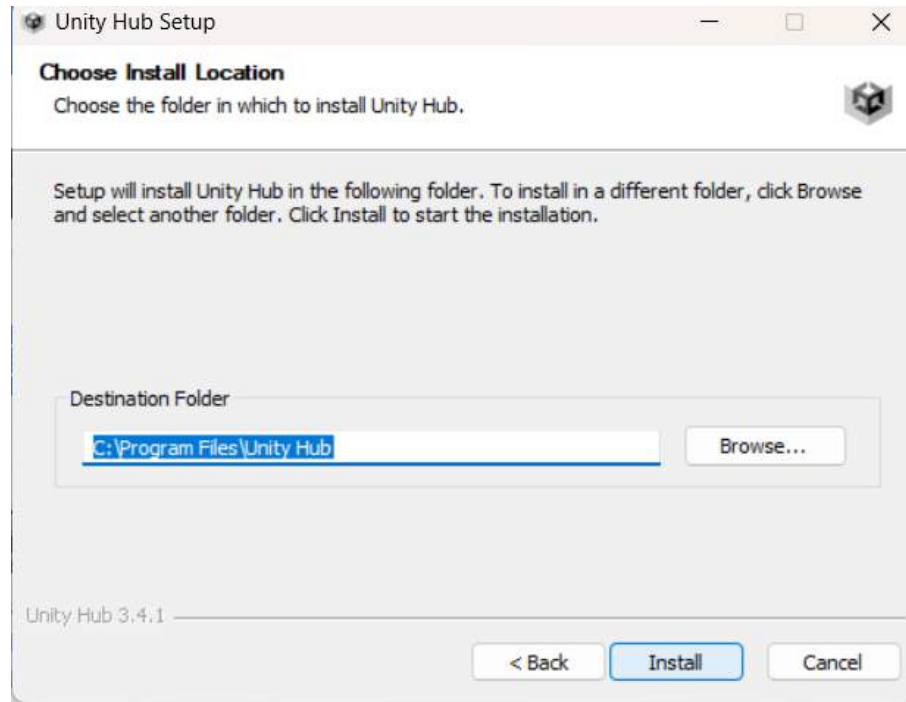 Unity Hub Setup
Choose Install Location
Choose the folder in which to install Unity Hub.
Setup will install Unity Hub in the following folder. To install in a different folder, click Browse
and select another folder. Click Install to start the installation.
Destination Folder
C:\Program Files\Unity Hub
Browse...
Unity Hub 3.4.1
< Back
Install
Cancel